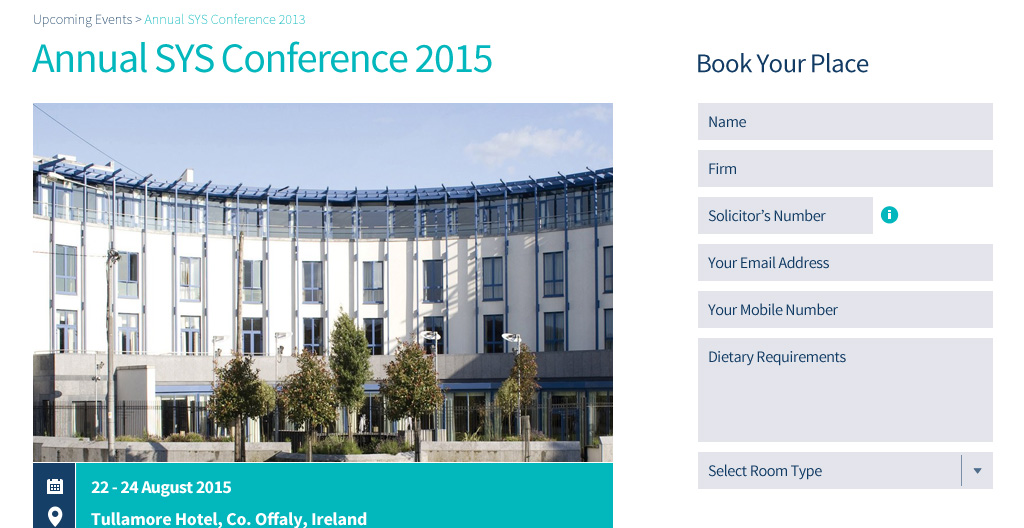 Upcoming Events > Annual SYS Conference 2013
Annual SYS Conference 2015
Book Your Place
Name
Firm
Solicitor's Number
i
Your Email Address
Your Mobile Number
Dietary Requirements
Select Room Type
22 - 24 August 2015
Tullamore Hotel, Co. Offaly, Ireland